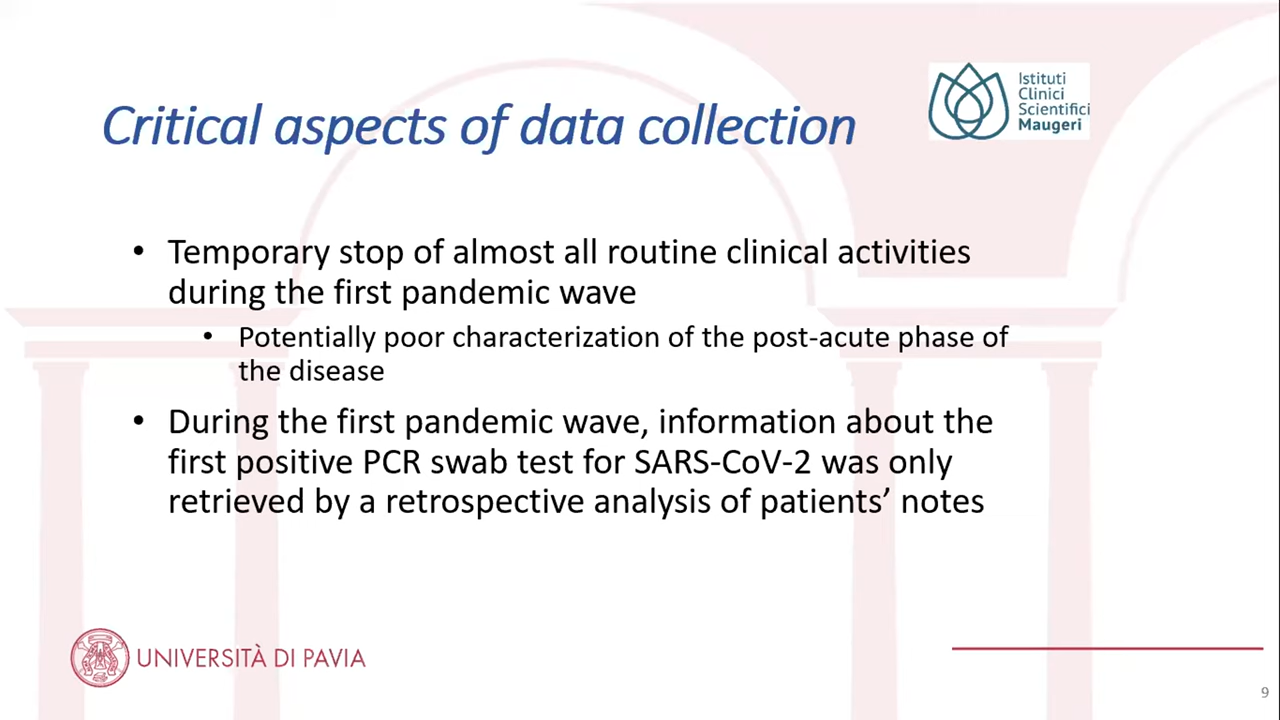 Critical aspects of data collection
Istituti
Clinici
Scientifici
Maugeri
• Temporary stop of almost all routine clinical activities
during the first pandemic wave
• Potentially poor characterization of the post-acute phase of
the disease
• During the first pandemic wave, information about the
first positive PCR swab test for SARS-CoV-2 was only
retrieved by a retrospective analysis of patients’ notes
UNIVERSITÀ DI PAVIA
9